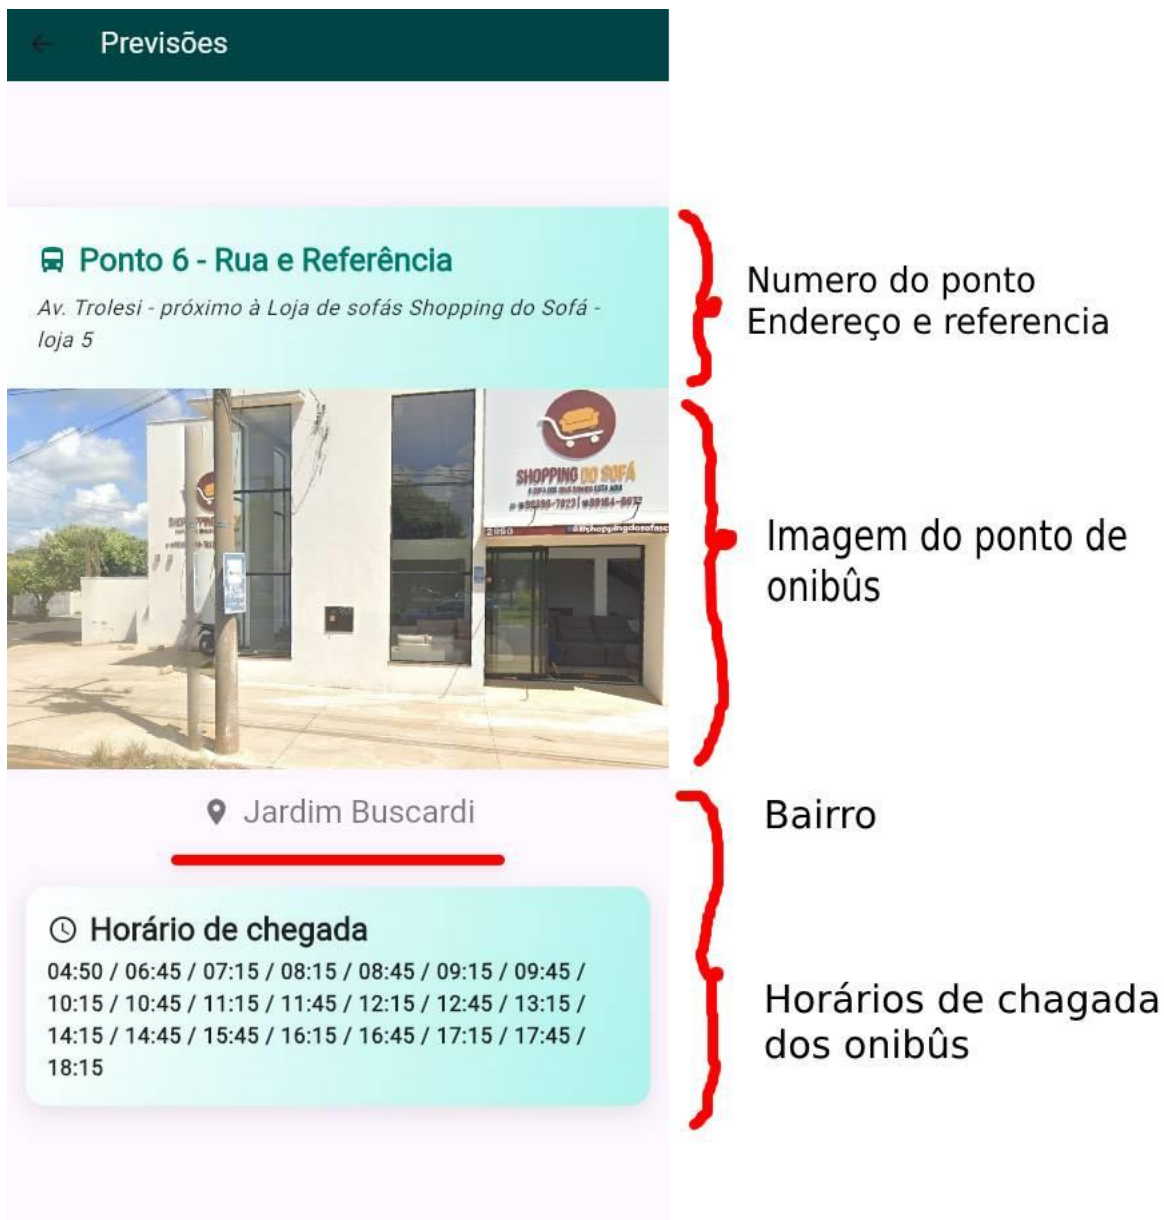 Previsões
Ponto 6 - Rua e Referência
Av. Trolesi - próximo à Loja de sofás Shopping do Sofá -
loja 5
Numero do ponto
Endereço e referencia
SHOPPING DO SOFÁ
2950
Imagem do ponto de
onibûs
Jardim Buscardi
Bairro
Horário de chegada
04:50 / 06:45 / 07:15 / 08:15 / 08:45 / 09:15 / 09:45 /
10:15 / 10:45 / 11:15 / 11:45 / 12:15 / 12:45 / 13:15 /
14:15 / 14:45 / 15:45 / 16:15 / 16:45 / 17:15 / 17:45 /
18:15
Horários de chagada
dos onibûs